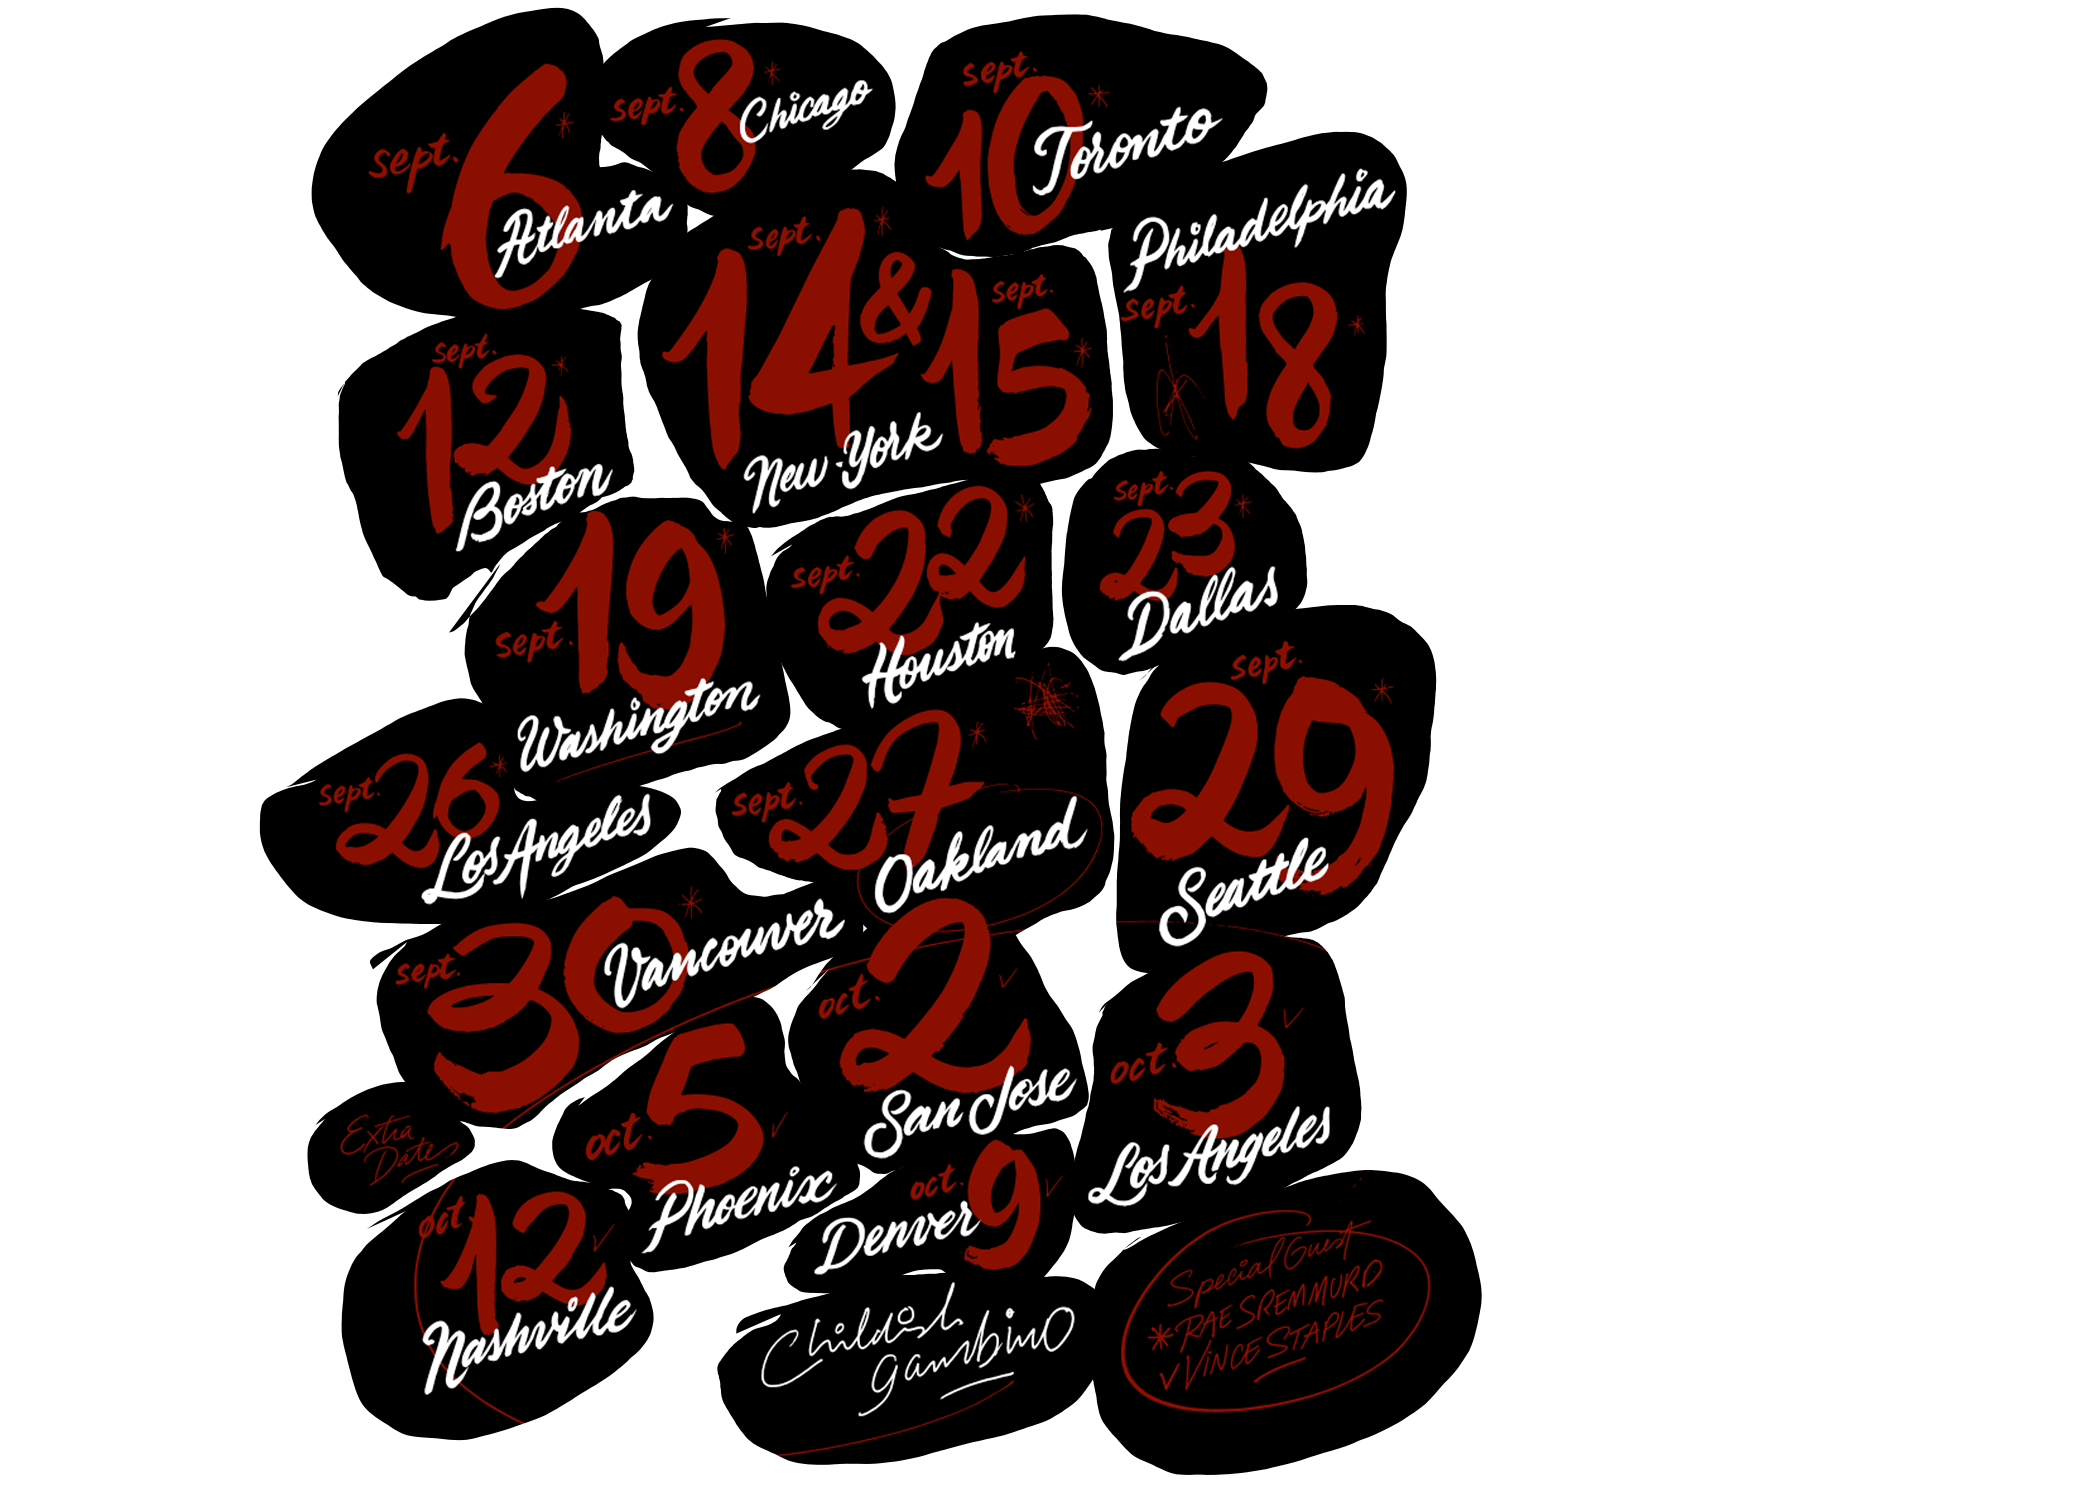 sept. 6 *
Atlanta
sept. 8 *
Chicago
sept. 10 *
Toronto
Philadelphia
sept. 18 *
sept. 14 * & sept. 15 *
New-York
sept. 12 *
Boston
sept. 19 *
Washington
sept. 22 *
Houston
sept. 23 *
Dallas
sept. 26 *
Los Angeles
sept. 27 *
Oakland
sept. 29 *
Seattle
sept. 30 *
Vancouver
oct. 2 ✓
San Jose
oct. 3 ✓
Los Angeles
Extra
Dates
oct. 5 ✓
Phoenix
oct. 9 ✓
Denver
oct. 12 ✓
Nashville
Childish
gambino
Special Guest
* RAE SREMMURD
✓ VINCE STAPLES